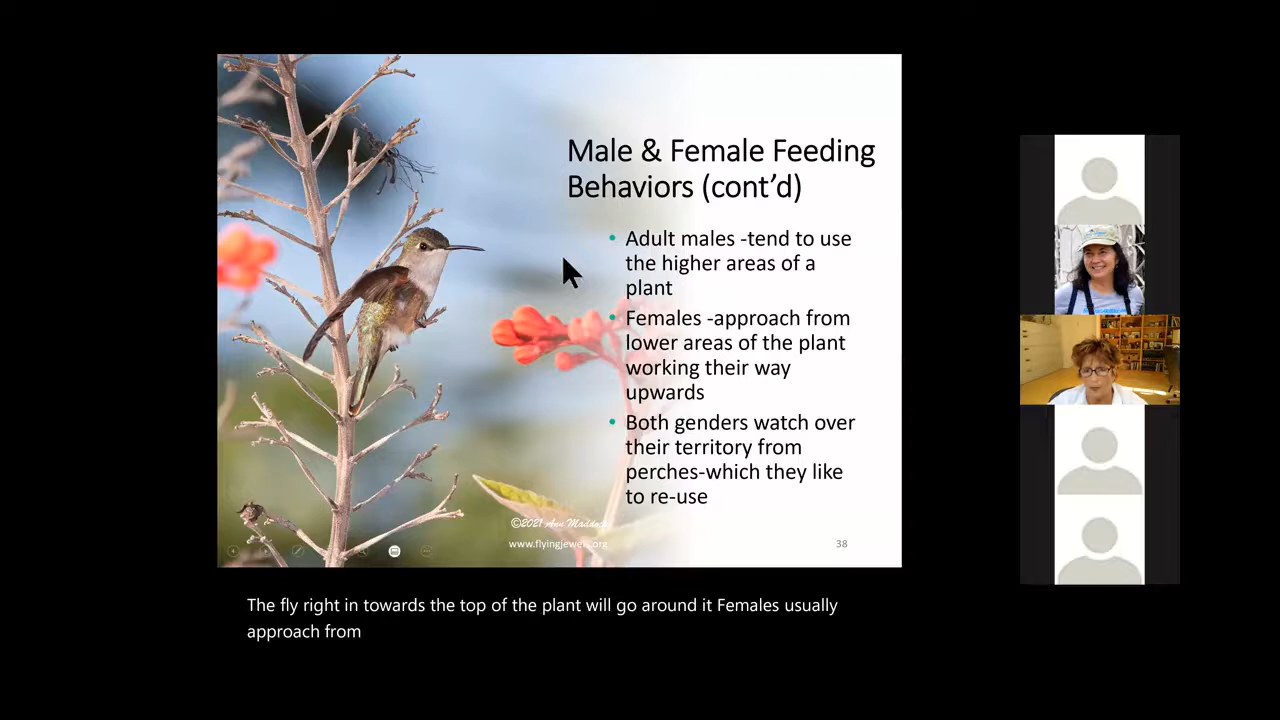 Male & Female Feeding
Behaviors (cont’d)
• Adult males -tend to use
the higher areas of a
plant
• Females -approach from
lower areas of the plant
working their way
upwards
• Both genders watch over
their territory from
perches-which they like
to re-use
©2021 Ann Maddock
www.flyingjewels.org
38
The fly right in towards the top of the plant will go around it Females usually
approach from